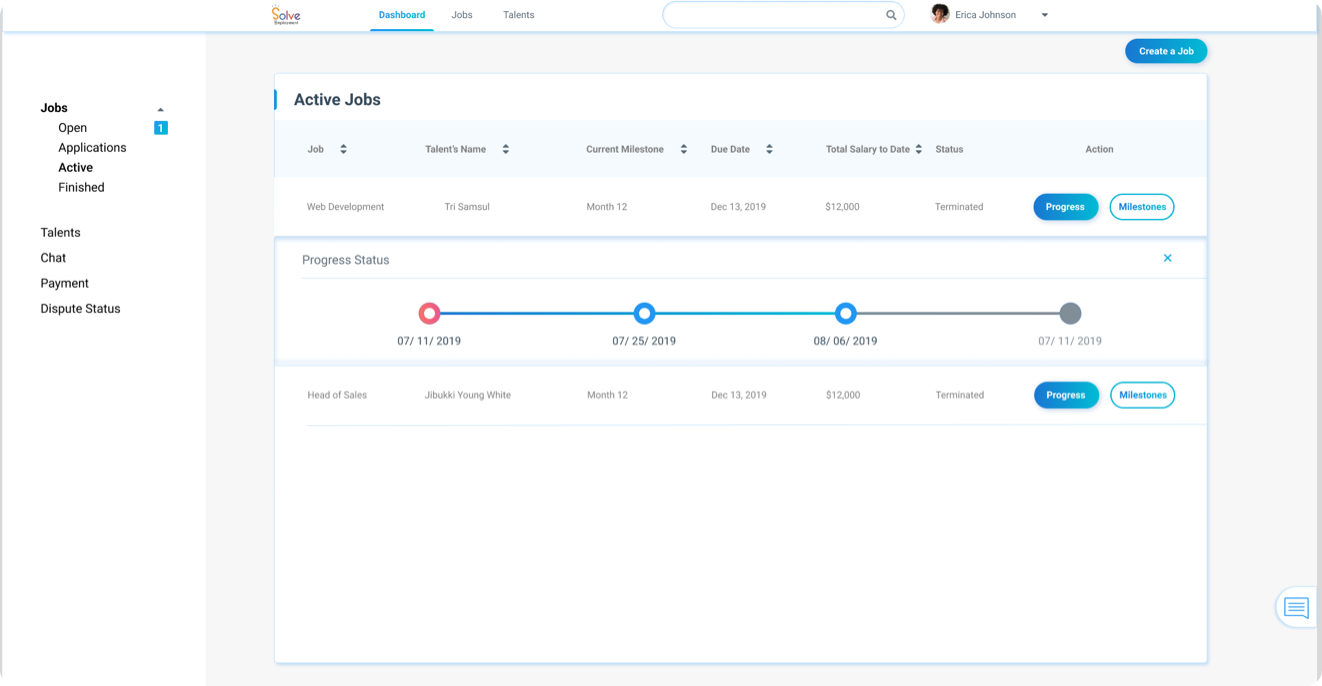 Solve
Employment
Dashboard Jobs Talents
Erica Johnson
Create a Job
Jobs
Open 1
Applications
Active
Finished
Talents
Chat
Payment
Dispute Status
Active Jobs
Job Talent's Name Current Milestone Due Date Total Salary to Date Status Action
Web Development Tri Samsul Month 12 Dec 13, 2019 $12,000 Terminated Progress Milestones
Progress Status
07/ 11/ 2019 07/ 25/ 2019 08/ 06/ 2019 07/ 11/ 2019
Head of Sales Jibukki Young White Month 12 Dec 13, 2019 $12,000 Terminated Progress Milestones